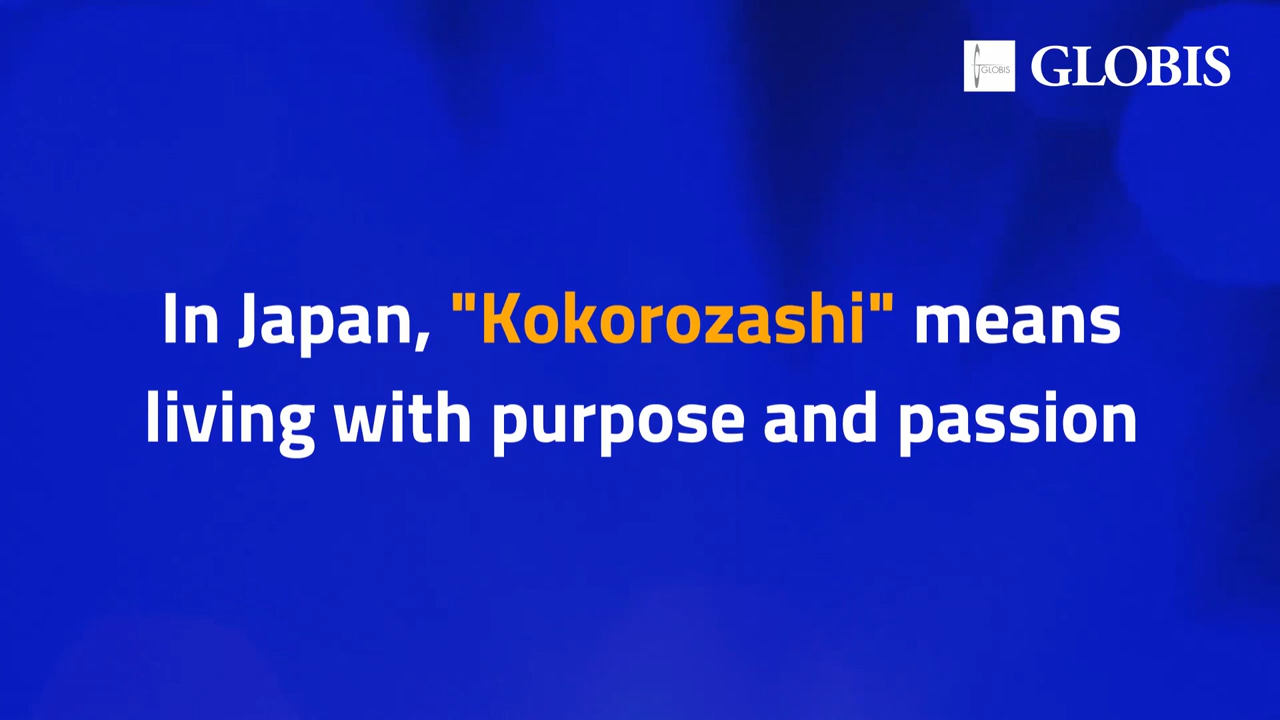 GLOBIS
GLOBIS
In Japan, "Kokorozashi" means
living with purpose and passion